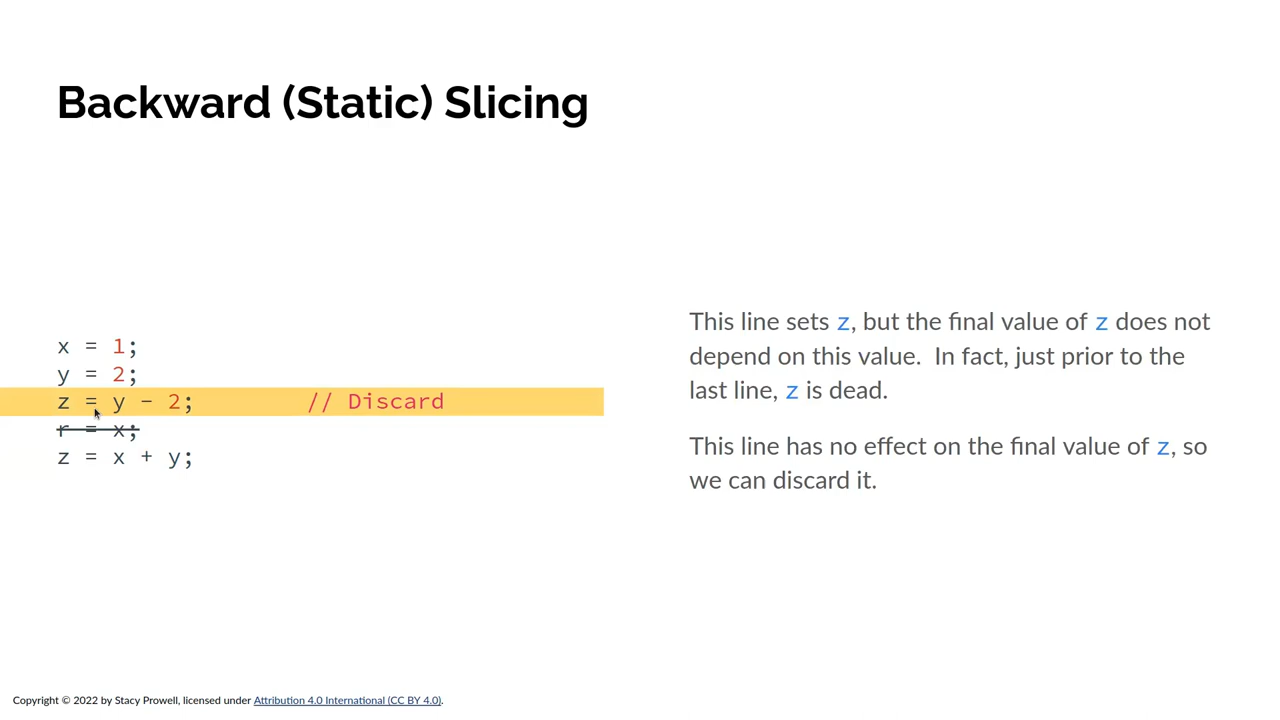 Backward (Static) Slicing
x = 1;
y = 2;
z = y - 2; // Discard
r = x;
z = x + y;
This line sets z, but the final value of z does not
depend on this value. In fact, just prior to the
last line, z is dead.
This line has no effect on the final value of z, so
we can discard it.
Copyright © 2022 by Stacy Prowell, licensed under Attribution 4.0 International (CC BY 4.0).